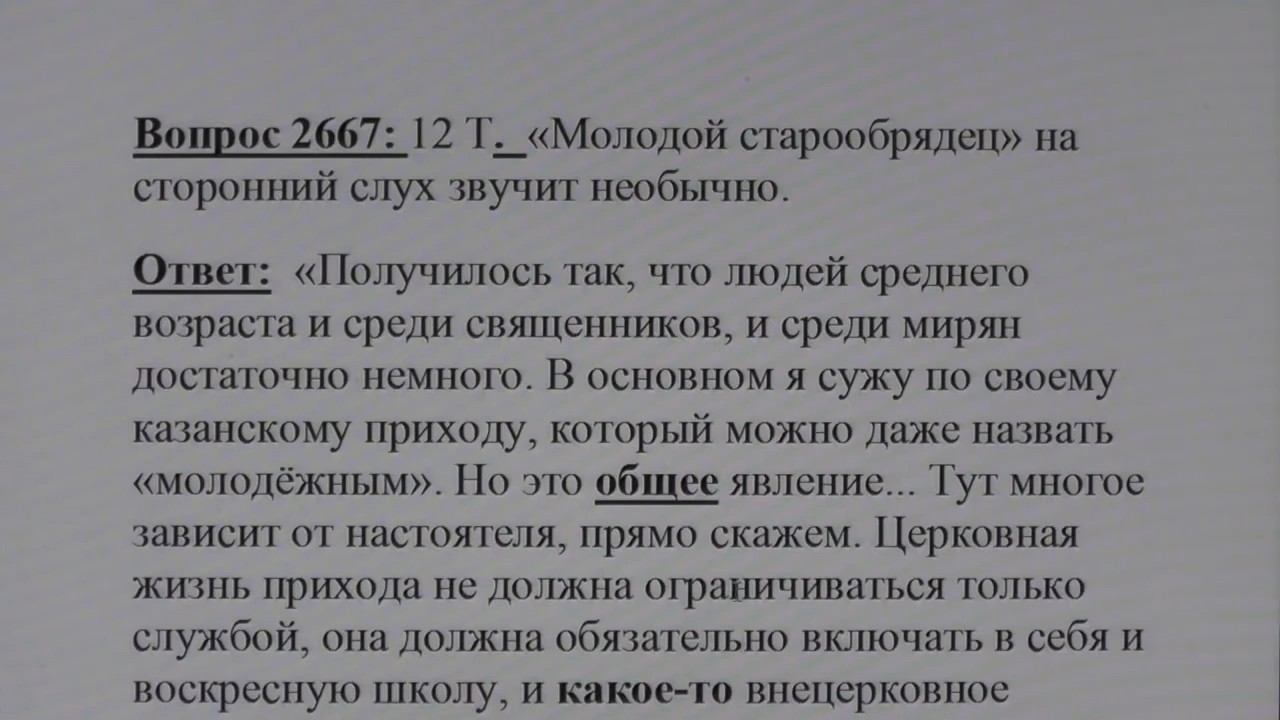 Вопрос 2667: 12 Т. «Молодой старообрядец» на
сторонний слух звучит необычно.
Ответ: «Получилось так, что людей среднего
возраста и среди священников, и среди мирян
достаточно немного. В основном я сужу по своему
казанскому приходу, который можно даже назвать
«молодёжным». Но это общее явление... Тут многое
зависит от настоятеля, прямо скажем. Церковная
жизнь прихода не должна ограничиваться только
службой, она должна обязательно включать в себя и
воскресную школу, и какое-то внецерковное